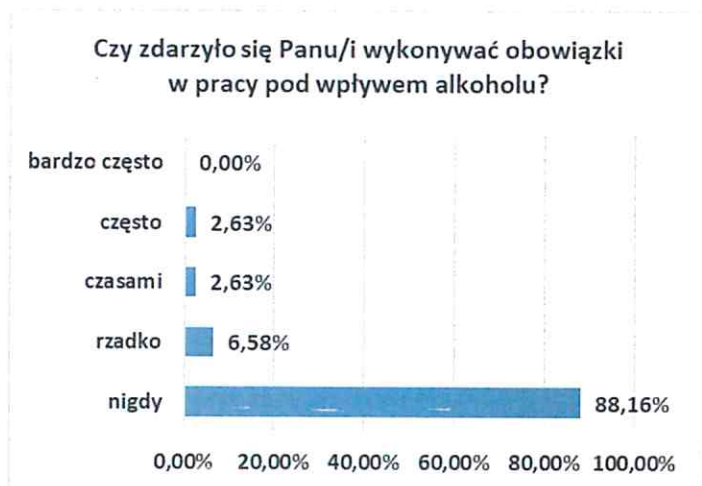 Czy zdarzyło się Panu/i wykonywać obowiązki
w pracy pod wpływem alkoholu?
bardzo często 0,00%
często 2,63%
czasami 2,63%
rzadko 6,58%
nigdy 88,16%
0,00% 20,00% 40,00% 60,00% 80,00% 100,00%